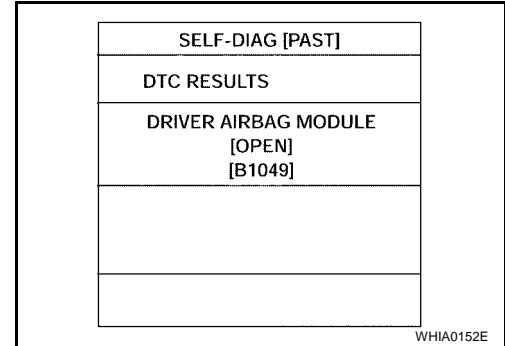 SELF-DIAG [PAST]
DTC RESULTS
DRIVER AIRBAG MODULE
[OPEN]
[B1049]
WHIA0152E